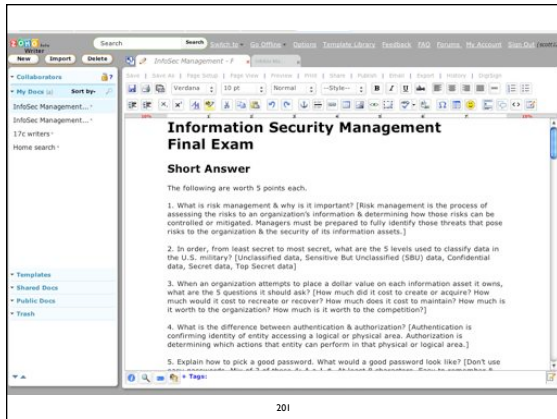 ZOHO beta
Writer
Search Search Switch to Go Offline Options Template Library Feedback FAQ Forums My Account Sign Out
New Import Delete
InfoSec Management - F
Save Save As Page Setup Page View Preview Print Share Publish Email Export History DigiSign
Verdana 10 pt Normal --Style-- B I U abc
Collaborators
My Docs (4) Sort by-
InfoSec Management...
InfoSec Management...
17c writers
Home search
Templates
Shared Docs
Public Docs
Trash
Information Security Management
Final Exam
Short Answer
The following are worth 5 points each.
1. What is risk management & why is it important? [Risk management is the process of
assessing the risks to an organization's information & determining how those risks can be
controlled or mitigated. Managers must be prepared to fully identify those threats that pose
risks to the organization & the security of its information assets.]
2. In order, from least secret to most secret, what are the 5 levels used to classify data in
the U.S. military? [Unclassified data, Sensitive But Unclassified (SBU) data, Confidential
data, Secret data, Top Secret data]
3. When an organization attempts to place a dollar value on each information asset it owns,
what are the 5 questions it should ask? [How much did it cost to create or acquire? How
much would it cost to recreate or recover? How much does it cost to maintain? How much is
it worth to the organization? How much is it worth to the competition?]
4. What is the difference between authentication & authorization? [Authentication is
confirming identity of entity accessing a logical or physical area. Authorization is
determining which actions that entity can perform in that physical or logical area.]
5. Explain how to pick a good password. What would a good password look like? [Don't use
Tags:
201